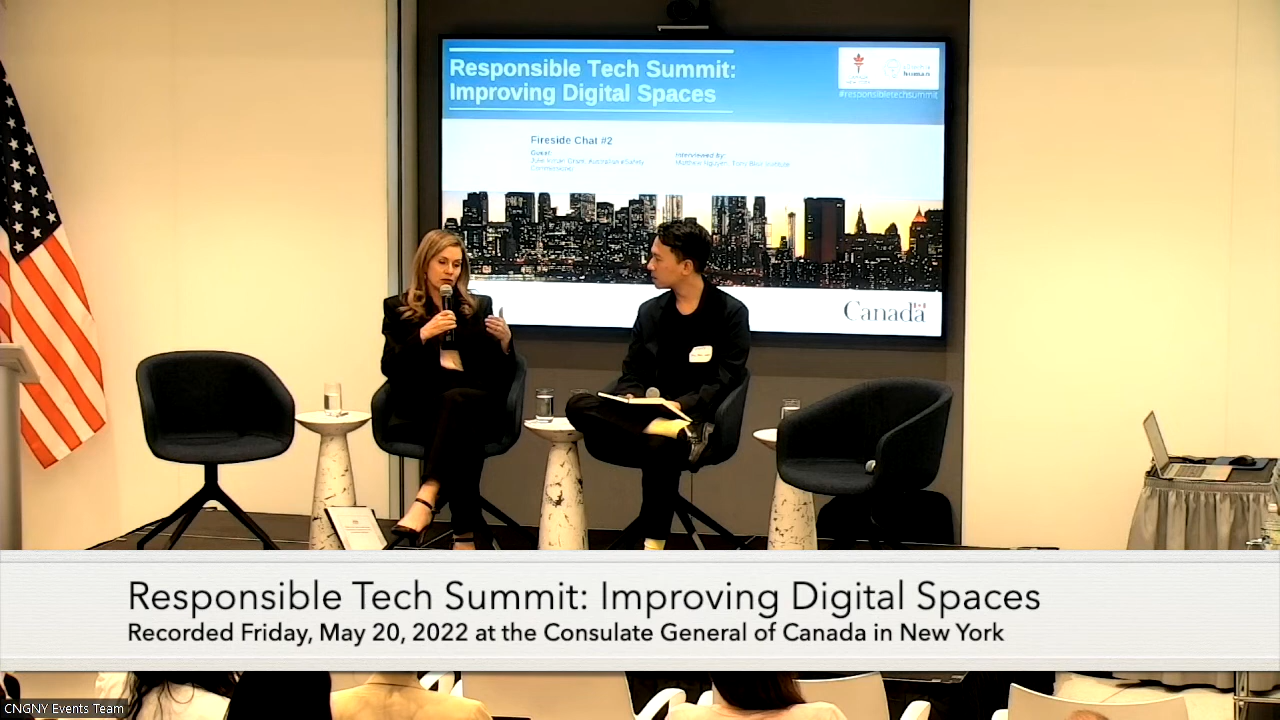 Responsible Tech Summit:
Improving Digital Spaces
#responsibletechsummit
Fireside Chat #2
Guest:
Commissioner
Interviewed by:
Canada
Responsible Tech Summit: Improving Digital Spaces
Recorded Friday, May 20, 2022 at the Consulate General of Canada in New York
CNGNY Events Team